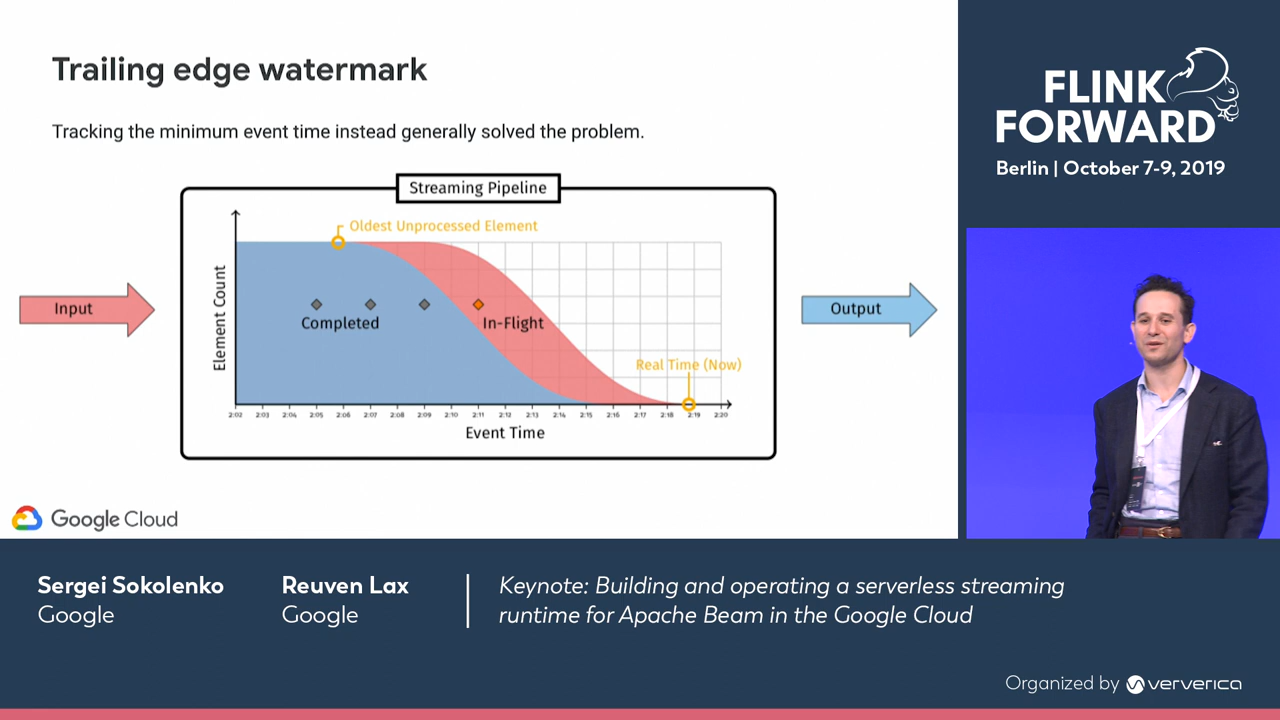 Trailing edge watermark
Tracking the minimum event time instead generally solved the problem.
Streaming Pipeline
Oldest Unprocessed Element
Input
Element Count
Completed
In-Flight
Output
Real Time (Now)
2:02 2:03 2:04 2:05 2:06 2:07 2:08 2:09 2:10 2:11 2:12 2:13 2:14 2:15 2:16 2:17 2:18 2:19 2:20
Event Time
Google Cloud
FLINK
FORWARD
Berlin | October 7-9, 2019
Sergei Sokolenko
Google
Reuven Lax
Google
Keynote: Building and operating a serverless streaming
runtime for Apache Beam in the Google Cloud
Organized by ververica